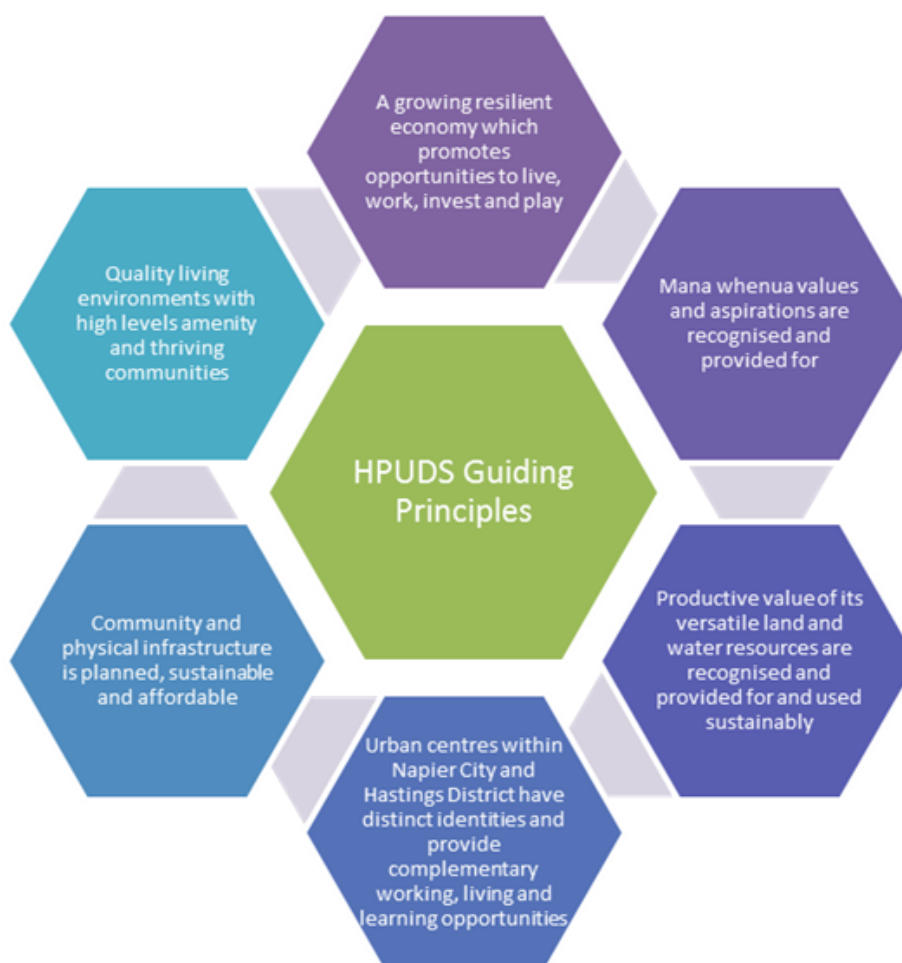 A growing resilient
economy which
promotes
opportunities to live,
work, invest and play
Mana whenua values
and aspirations are
recognised and
provided for
Productive value of its
versatile land and
water resources are
recognised and
provided for and used
sustainably
Urban centres within
Napier City and
Hastings District have
distinct identities and
provide
complementary
working, living and
learning opportunities
Community and
physical infrastructure
is planned, sustainable
and affordable
Quality living
environments with
high levels amenity
and thriving
communities
HPUDS Guiding
Principles